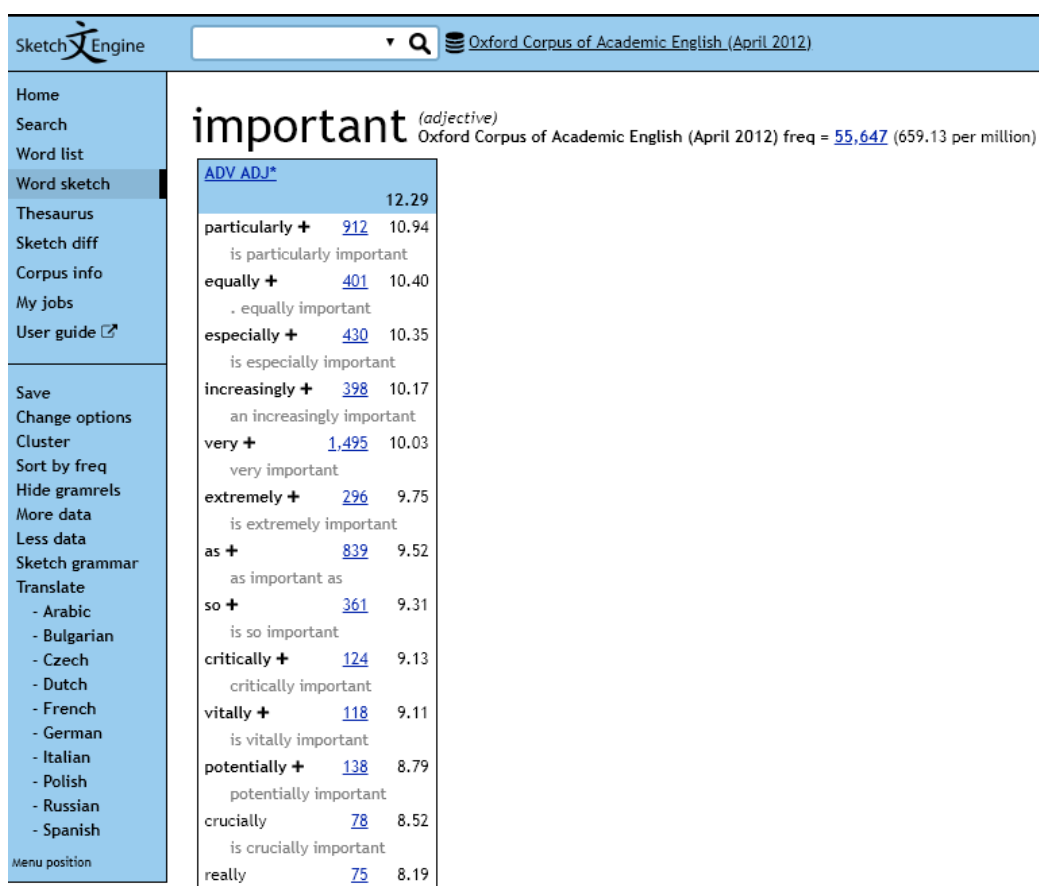 Sketch Engine
Oxford Corpus of Academic English (April 2012)
Home
Search
Word list
Word sketch
Thesaurus
Sketch diff
Corpus info
My jobs
User guide
Save
Change options
Cluster
Sort by freq
Hide gramrels
More data
Less data
Sketch grammar
Translate
- Arabic
- Bulgarian
- Czech
- Dutch
- French
- German
- Italian
- Polish
- Russian
- Spanish
Menu position
important (adjective)
Oxford Corpus of Academic English (April 2012) freq = 55,647 (659.13 per million)
ADV ADJ*
12.29
particularly + 912 10.94
is particularly important
equally + 401 10.40
. equally important
especially + 430 10.35
is especially important
increasingly + 398 10.17
an increasingly important
very + 1,495 10.03
very important
extremely + 296 9.75
is extremely important
as + 839 9.52
as important as
so + 361 9.31
is so important
critically + 124 9.13
critically important
vitally + 118 9.11
is vitally important
potentially + 138 8.79
potentially important
crucially 78 8.52
is crucially important
really 75 8.19